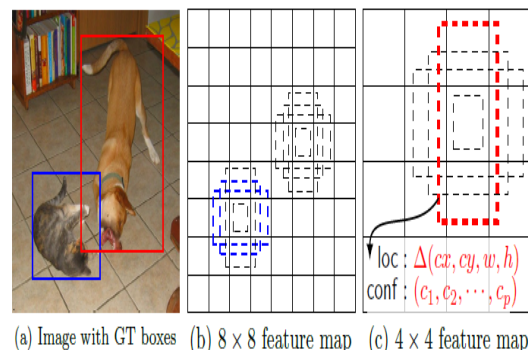 loc : Δ(cx, cy, w, h)
conf : (c₁, c₂, ⋯, cₚ)
(a) Image with GT boxes
(b) 8 × 8 feature map
(c) 4 × 4 feature map